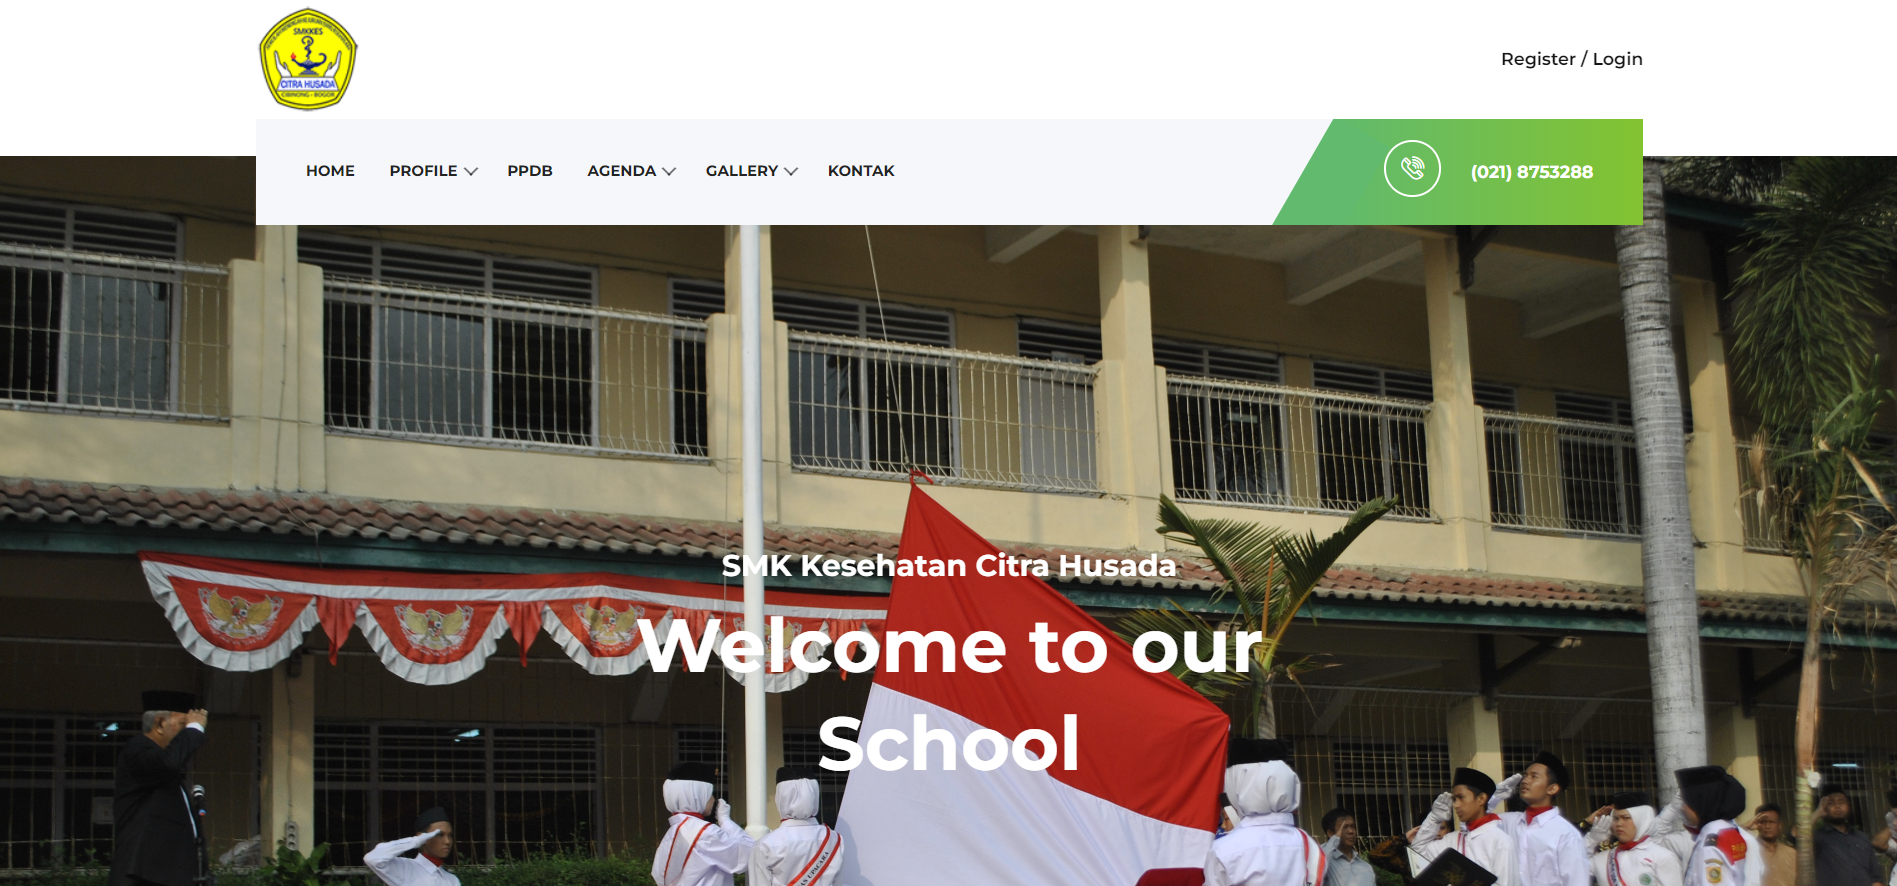 SMKKES
CITRA HUSADA
CIBINONG - BOGOR
Register / Login
HOME
PROFILE
PPDB
AGENDA
GALLERY
KONTAK
(021) 8753288
SMK Kesehatan Citra Husada
Welcome to our
School